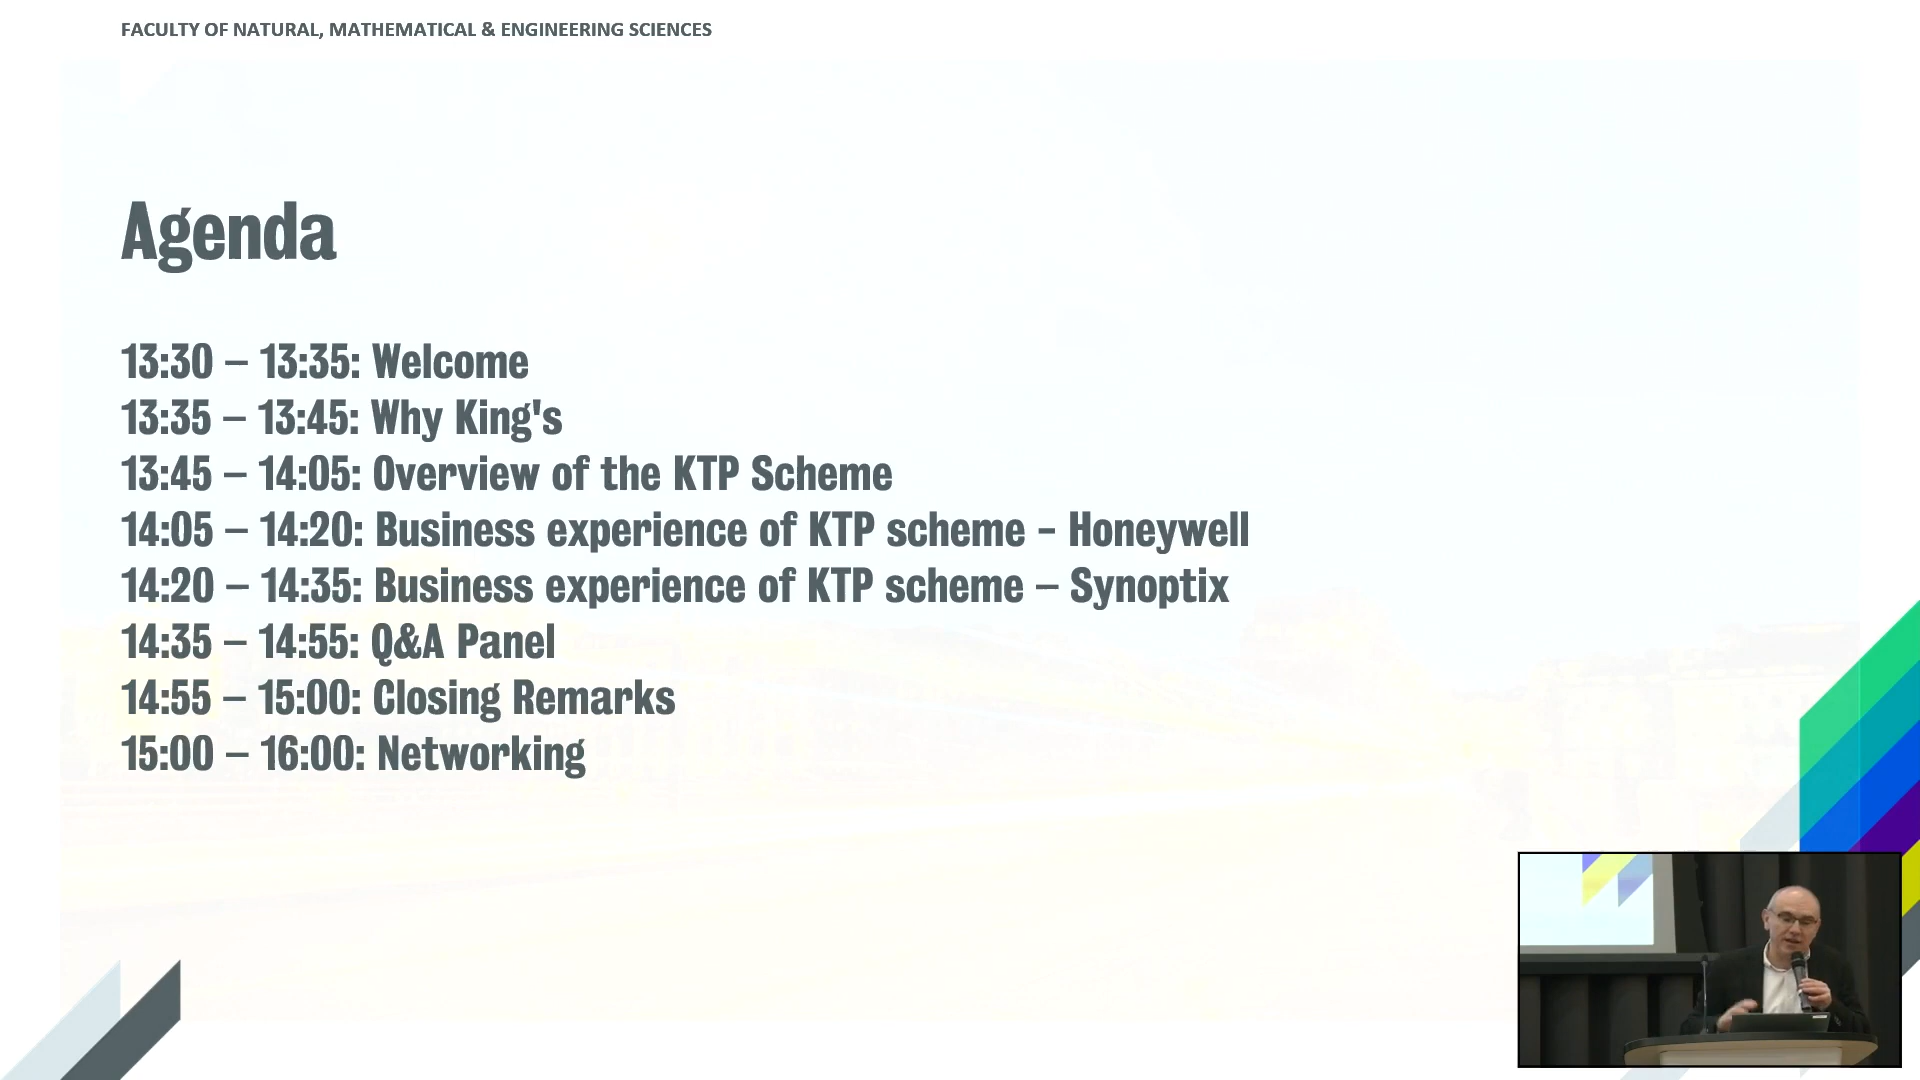 FACULTY OF NATURAL, MATHEMATICAL & ENGINEERING SCIENCES
Agenda
13:30 – 13:35: Welcome
13:35 – 13:45: Why King's
13:45 – 14:05: Overview of the KTP Scheme
14:05 – 14:20: Business experience of KTP scheme - Honeywell
14:20 – 14:35: Business experience of KTP scheme – Synoptix
14:35 – 14:55: Q&A Panel
14:55 – 15:00: Closing Remarks
15:00 – 16:00: Networking